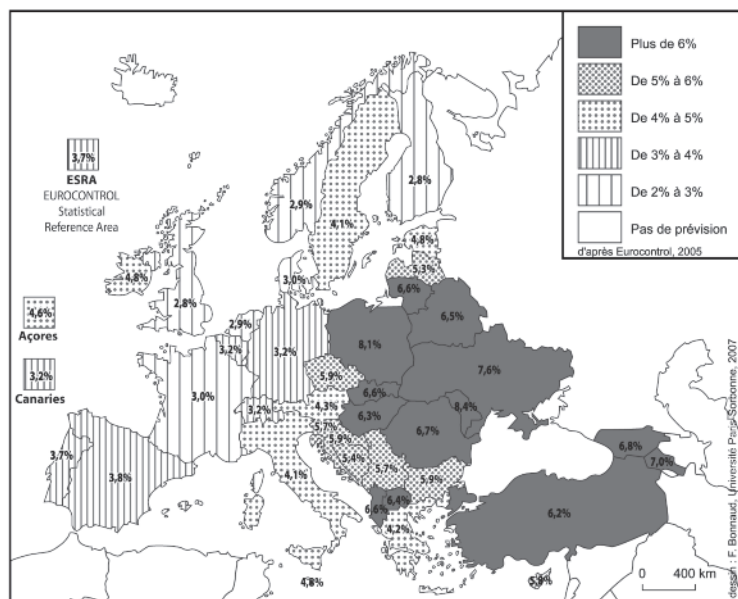 Plus de 6%
De 5% à 6%
De 4% à 5%
De 3% à 4%
De 2% à 3%
Pas de prévision
d'après Eurocontrol, 2005
3,7%
ESRA
EUROCONTROL
Statistical
Reference Area
4,6%
Açores
3,2%
Canaries
2,9%
2,8%
4,1%
4,8%
5,3%
6,6%
4,8%
2,8%
3,0%
6,5%
2,9%
3,2%
3,2%
8,1%
7,6%
5,9%
6,6%
8,4%
3,0%
3,2%
4,3%
6,3%
6,7%
5,7%
5,9%
5,4%
5,7%
5,9%
3,7%
3,8%
4,1%
6,4%
6,6%
4,2%
6,8%
7,0%
6,2%
4,8%
5,9%
0 400 km
dessin : F. Bonnaud, Université Paris-Sorbonne, 2007